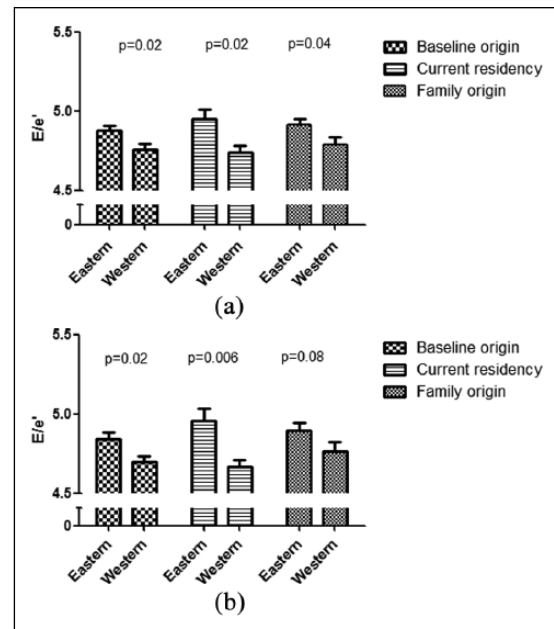 5.5
p=0.02
p=0.02
p=0.04
Baseline origin
Current residency
Family origin
E/e'
5.0
4.5
0
Eastern
Western
Eastern
Western
Eastern
Western
(a)
5.5
p=0.02
p=0.006
p=0.08
Baseline origin
Current residency
Family origin
E/e'
5.0
4.5
0
Eastern
Western
Eastern
Western
Eastern
Western
(b)